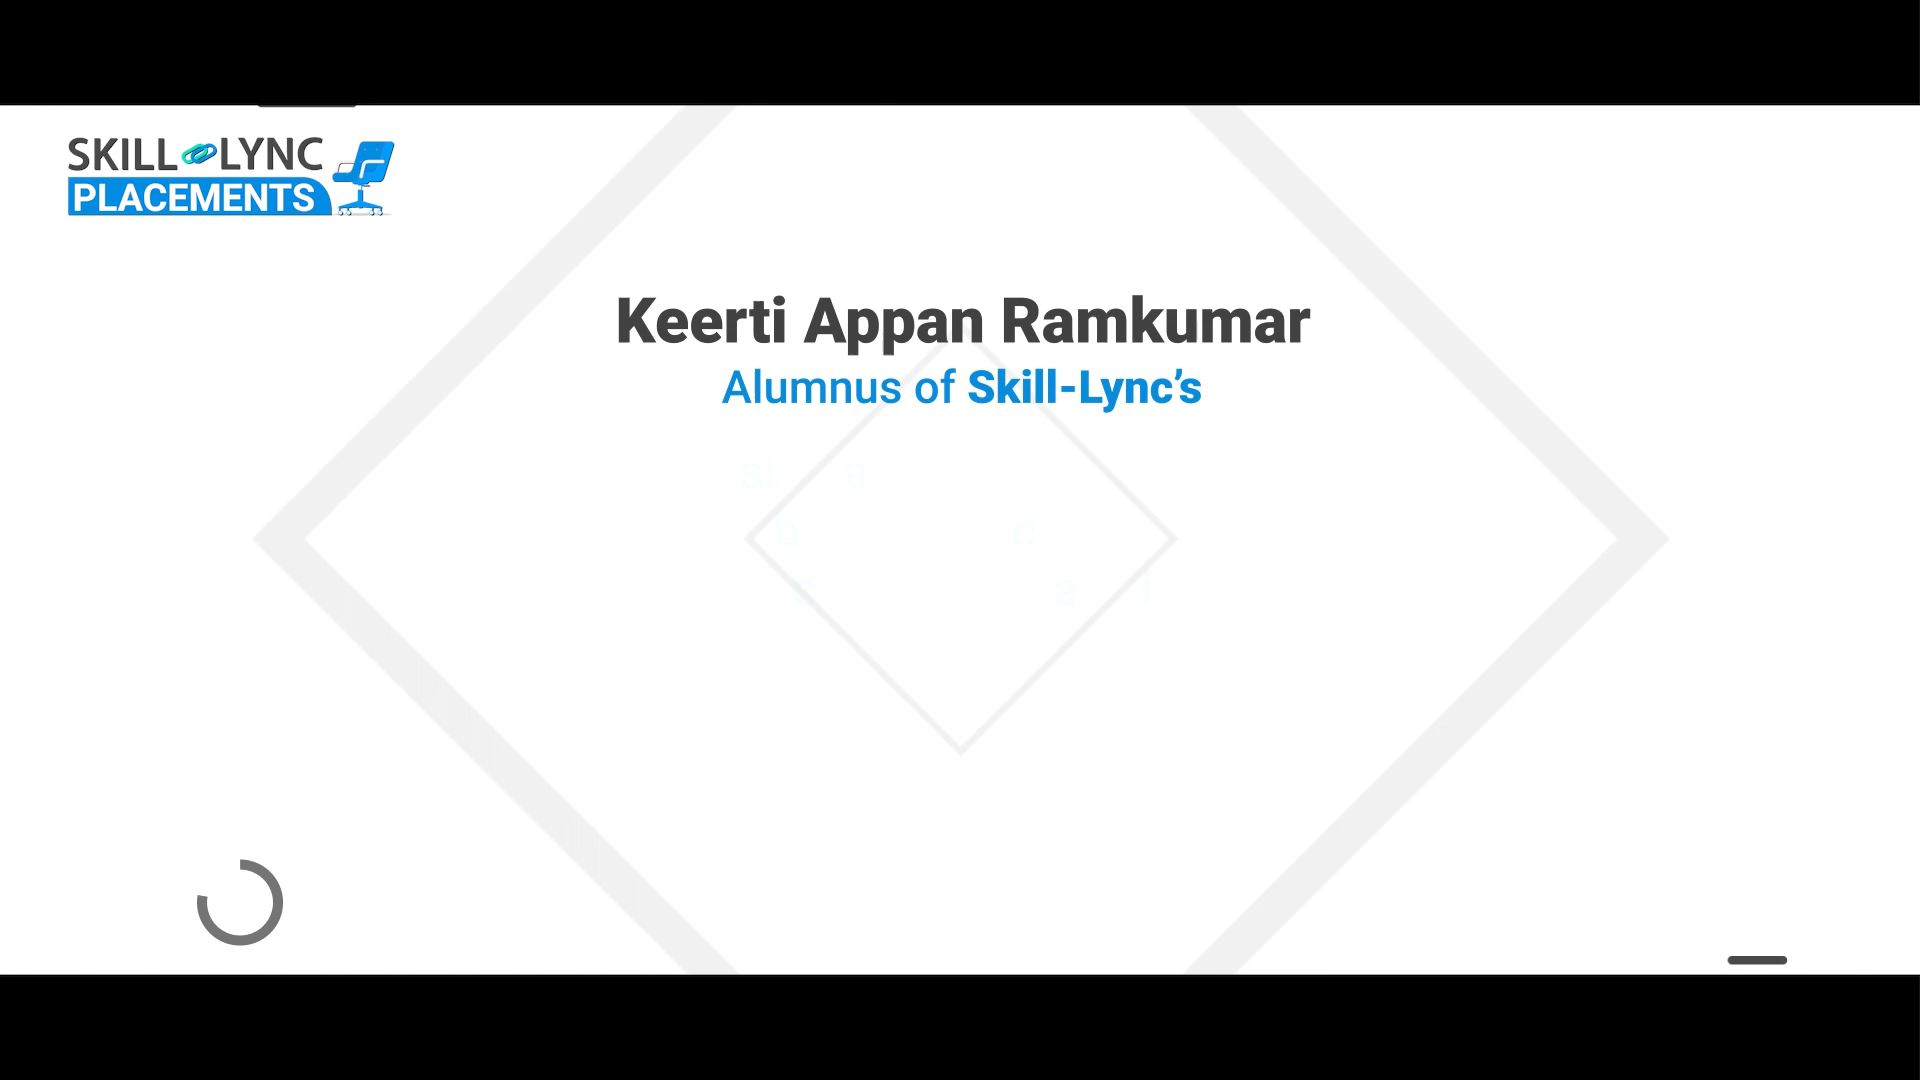 SKILL LYNC
PLACEMENTS
Keerti Appan Ramkumar
Alumnus of Skill-Lync’s